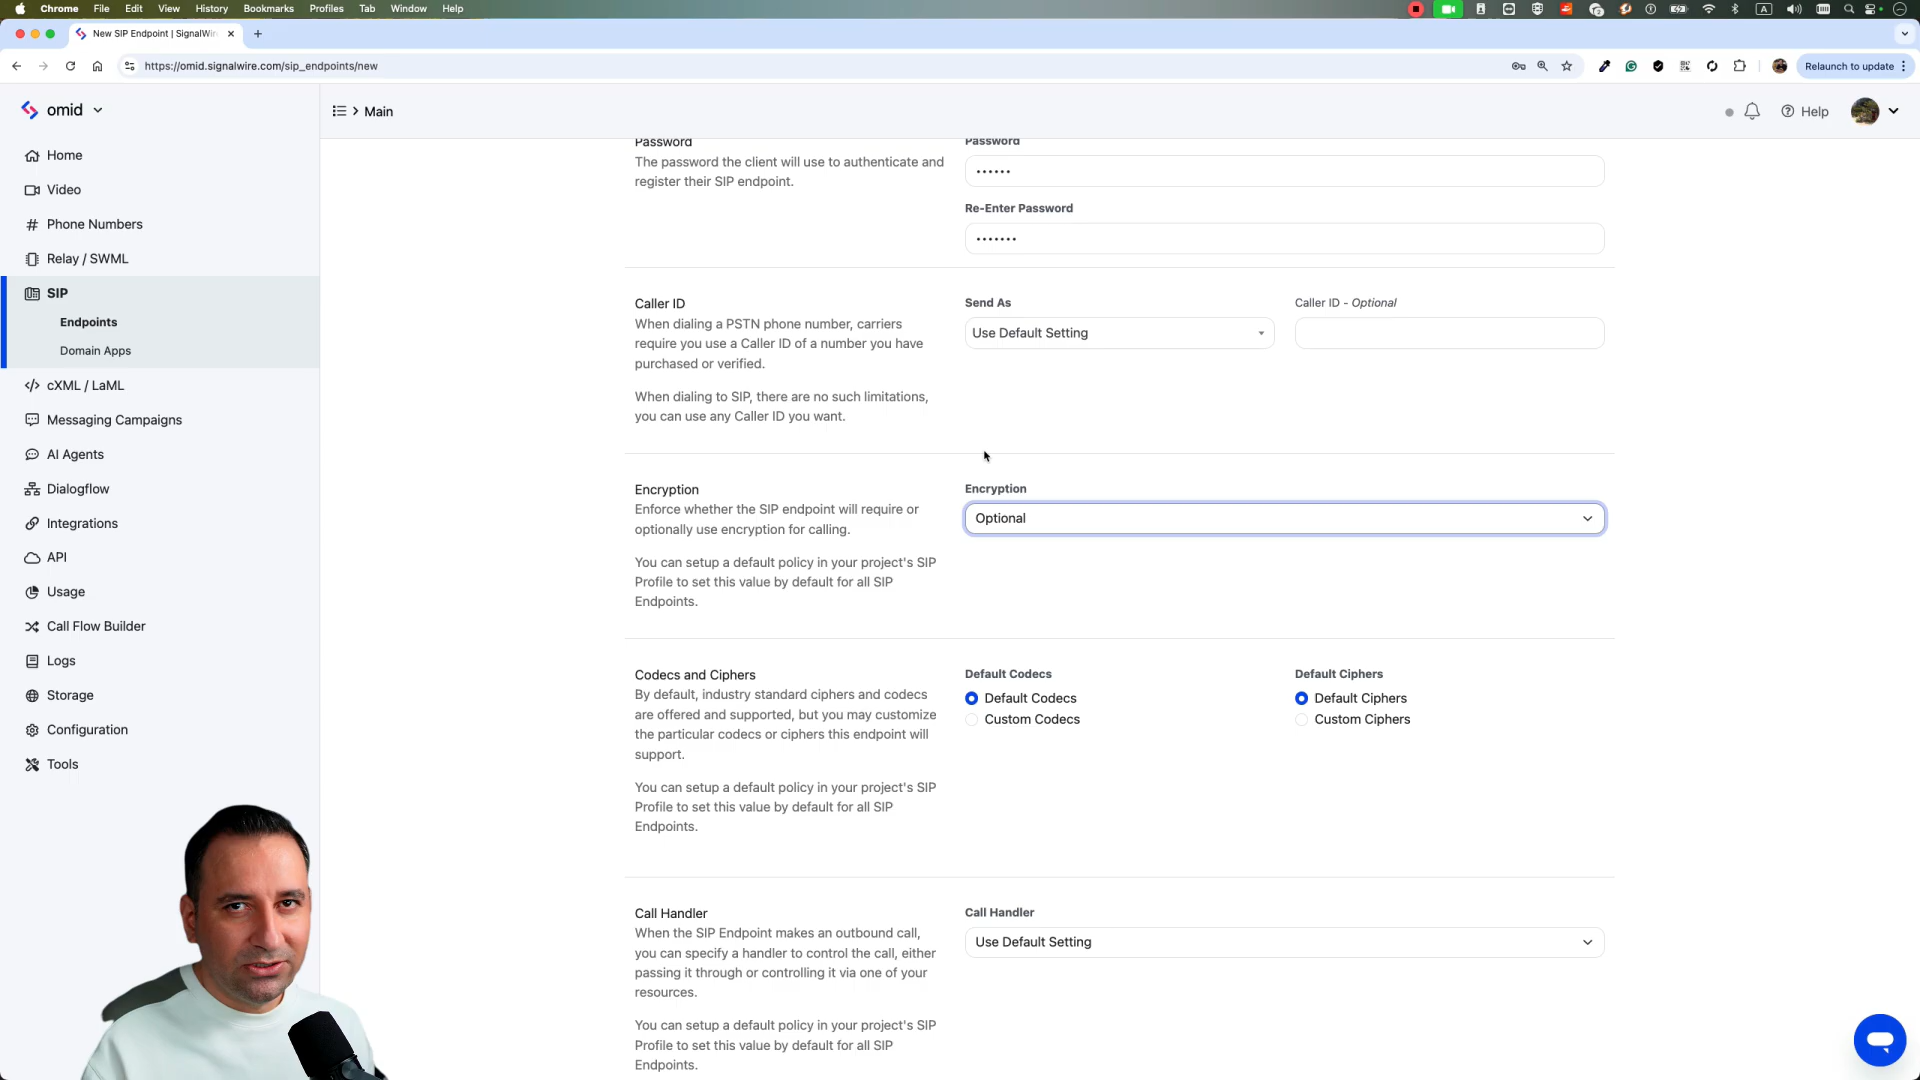 Chrome File Edit View History Bookmarks Profiles Tab Window Help
New SIP Endpoint | SignalWire
https://omid.signalwire.com/sip_endpoints/new
Relaunch to update
omid
Main
Help
Home
Video
Phone Numbers
Relay / SWML
SIP
Endpoints
Domain Apps
cXML / LaML
Messaging Campaigns
AI Agents
Dialogflow
Integrations
API
Usage
Call Flow Builder
Logs
Storage
Configuration
Tools
Password
The password the client will use to authenticate and
register their SIP endpoint.
Password
••••••
Re-Enter Password
•••••••
Caller ID
When dialing a PSTN phone number, carriers
require you use a Caller ID of a number you have
purchased or verified.
When dialing to SIP, there are no such limitations,
you can use any Caller ID you want.
Send As
Use Default Setting
Caller ID - Optional
Encryption
Enforce whether the SIP endpoint will require or
optionally use encryption for calling.
You can setup a default policy in your project's SIP
Profile to set this value by default for all SIP
Endpoints.
Encryption
Optional
Codecs and Ciphers
By default, industry standard ciphers and codecs
are offered and supported, but you may customize
the particular codecs or ciphers this endpoint will
support.
You can setup a default policy in your project's SIP
Profile to set this value by default for all SIP
Endpoints.
Default Codecs
Default Codecs
Custom Codecs
Default Ciphers
Default Ciphers
Custom Ciphers
Call Handler
When the SIP Endpoint makes an outbound call,
you can specify a handler to control the call, either
passing it through or controlling it via one of your
resources.
You can setup a default policy in your project's SIP
Profile to set this value by default for all SIP
Endpoints.
Call Handler
Use Default Setting